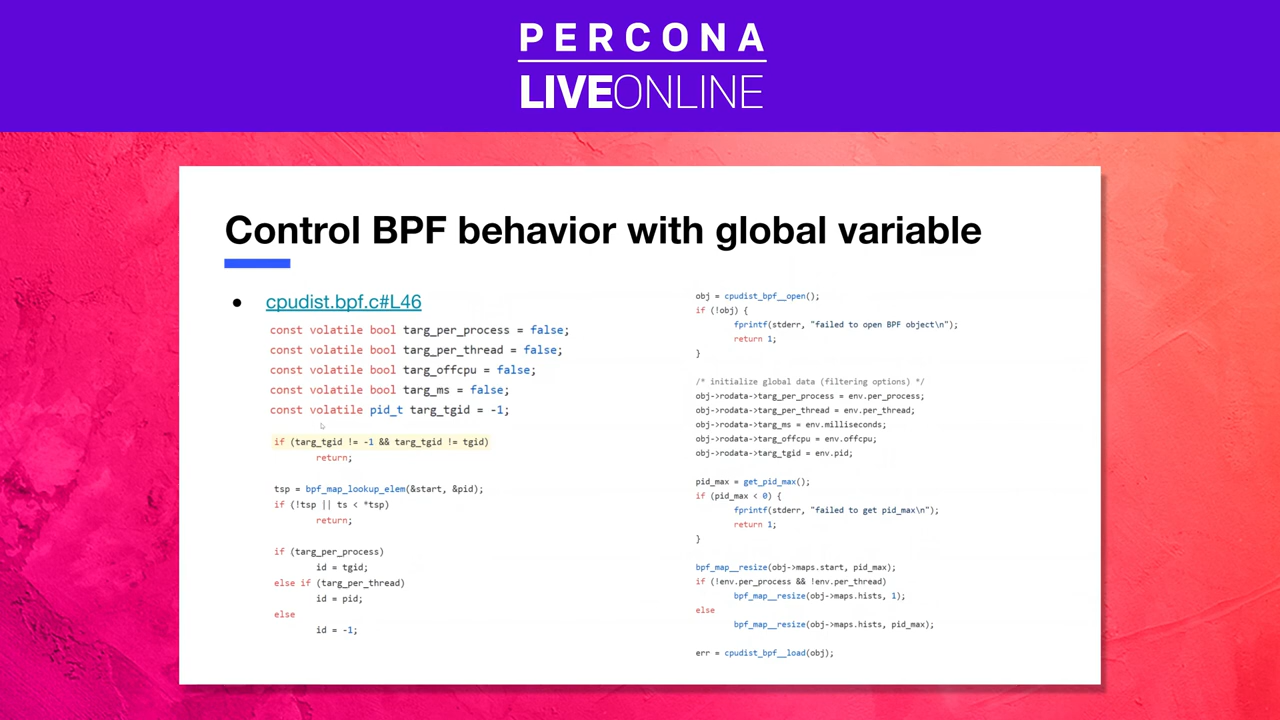 PERCONA
LIVEONLINE
Control BPF behavior with global variable
● cpudist.bpf.c#L46
const volatile bool targ_per_process = false;
const volatile bool targ_per_thread = false;
const volatile bool targ_offcpu = false;
const volatile bool targ_ms = false;
const volatile pid_t targ_tgid = -1;
if (targ_tgid != -1 && targ_tgid != tgid)
return;
tsp = bpf_map_lookup_elem(&start, &pid);
if (!tsp || ts < *tsp)
return;
if (targ_per_process)
id = tgid;
else if (targ_per_thread)
id = pid;
else
id = -1;
obj = cpudist_bpf__open();
if (!obj) {
fprintf(stderr, "failed to open BPF object\n");
return 1;
}
/* initialize global data (filtering options) */
obj->rodata->targ_per_process = env.per_process;
obj->rodata->targ_per_thread = env.per_thread;
obj->rodata->targ_ms = env.milliseconds;
obj->rodata->targ_offcpu = env.offcpu;
obj->rodata->targ_tgid = env.pid;
pid_max = get_pid_max();
if (pid_max < 0) {
fprintf(stderr, "failed to get pid_max\n");
return 1;
}
bpf_map__resize(obj->maps.start, pid_max);
if (!env.per_process && !env.per_thread)
bpf_map__resize(obj->maps.hists, 1);
else
bpf_map__resize(obj->maps.hists, pid_max);
err = cpudist_bpf__load(obj);